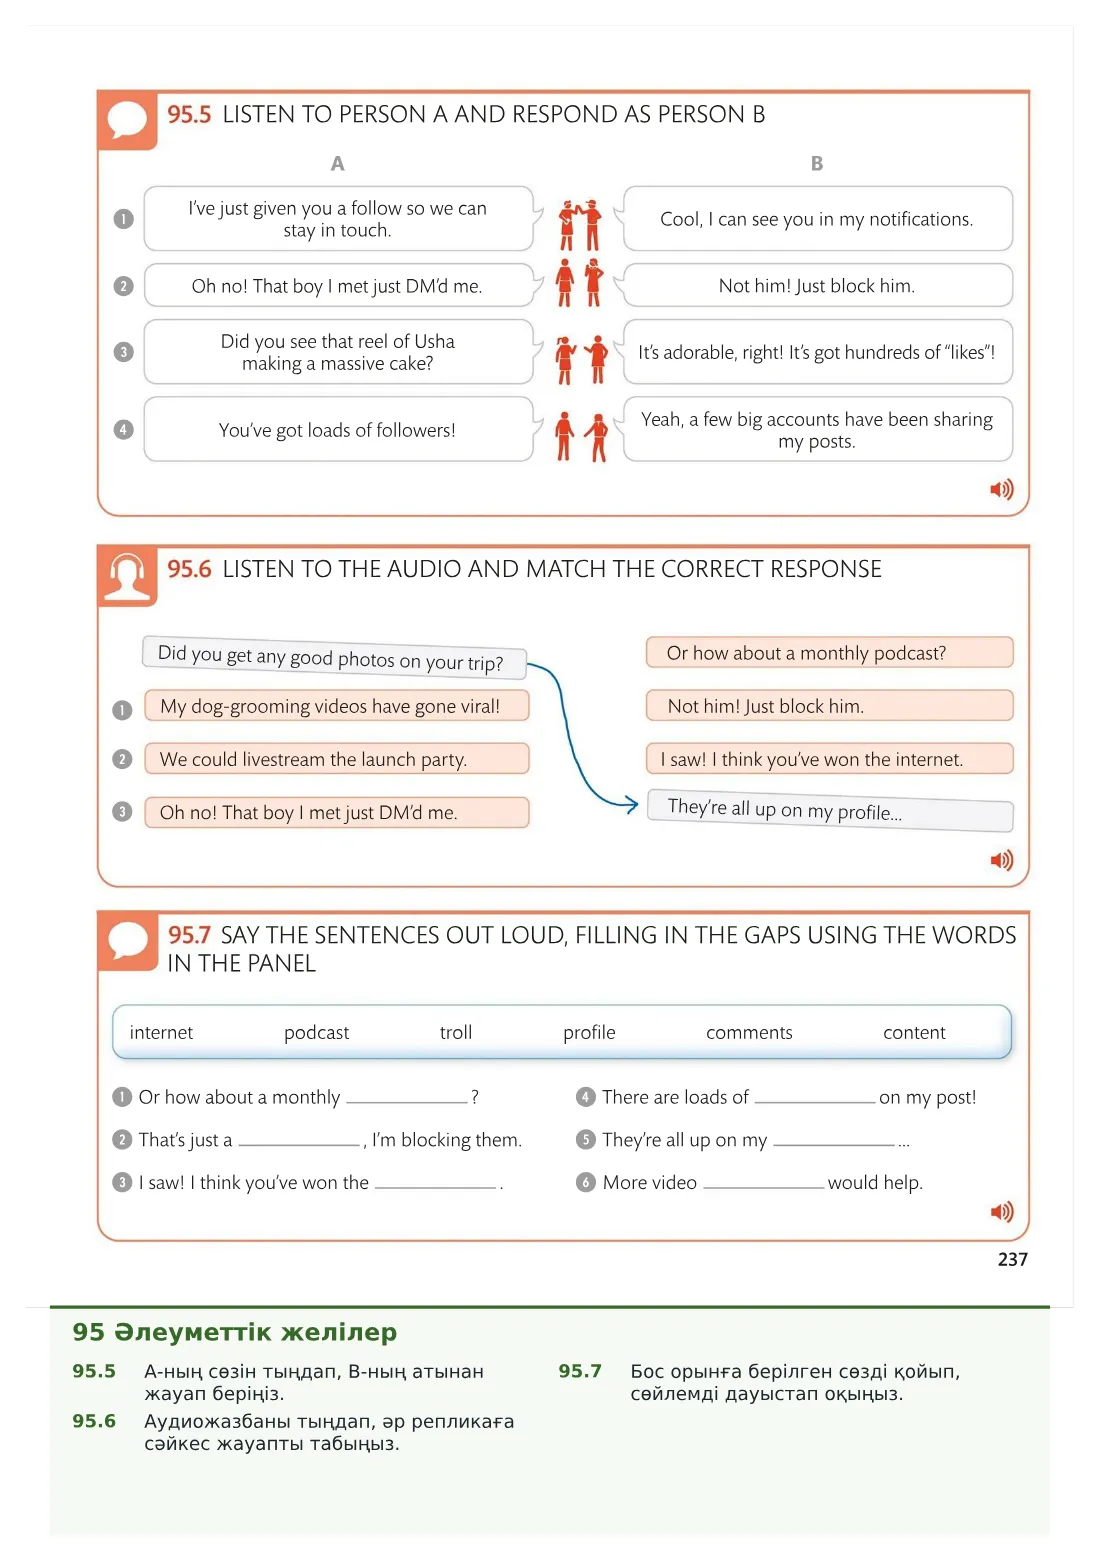 95.5 LISTEN TO PERSON A AND RESPOND AS PERSON B
A
B
1
I've just given you a follow so we can
stay in touch.
Cool, I can see you in my notifications.
2
Oh no! That boy I met just DM'd me.
Not him! Just block him.
3
Did you see that reel of Usha
making a massive cake?
It's adorable, right! It's got hundreds of “likes”!
4
You've got loads of followers!
Yeah, a few big accounts have been sharing
my posts.
95.6 LISTEN TO THE AUDIO AND MATCH THE CORRECT RESPONSE
Did you get any good photos on your trip?
Or how about a monthly podcast?
1 My dog-grooming videos have gone viral!
Not him! Just block him.
2 We could livestream the launch party.
I saw! I think you've won the internet.
3 Oh no! That boy I met just DM'd me.
They're all up on my profile...
95.7 SAY THE SENTENCES OUT LOUD, FILLING IN THE GAPS USING THE WORDS
IN THE PANEL
internet podcast troll profile comments content
1 Or how about a monthly ____________ ?
2 That's just a ____________ , I'm blocking them.
3 I saw! I think you've won the ____________ .
4 There are loads of ____________ on my post!
5 They're all up on my ____________ ...
6 More video ____________ would help.
237
95 Әлеуметтік желілер
95.5 А-ның сөзін тыңдап, В-ның атынан
жауап беріңіз.
95.6 Аудиожазбаны тыңдап, әр репликаға
сәйкес жауапты табыңыз.
95.7 Бос орынға берілген сөзді қойып,
сөйлемді дауыстап оқыңыз.